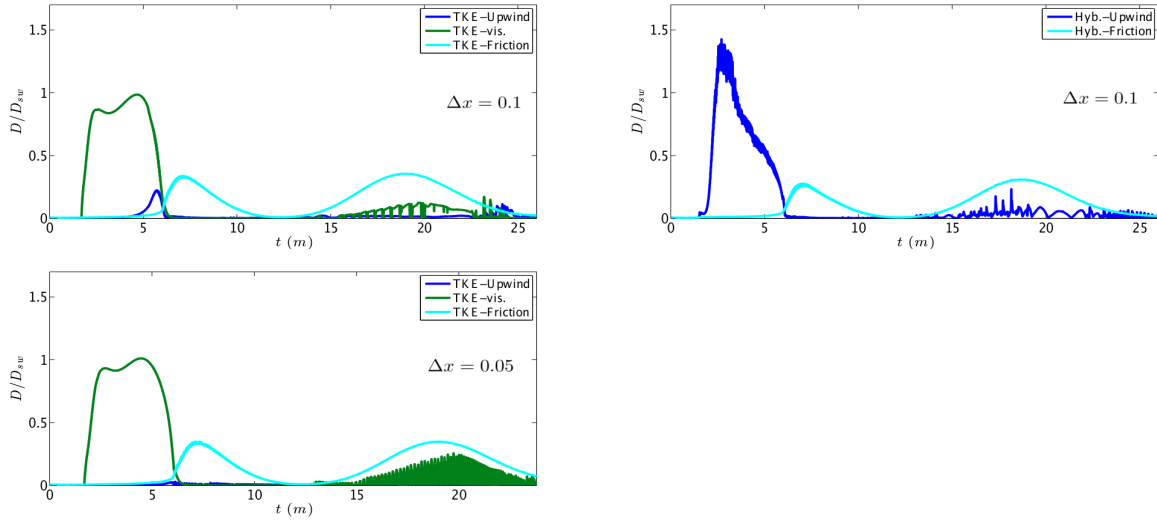 TKE−Upwind
TKE−vis.
TKE−Friction
Δx = 0.1
D/D_sw
1.5
1
0.5
0
0 5 10 15 20 25
t (m)
Hyb.−Upwind
Hyb.−Friction
Δx = 0.1
D/D_sw
1.5
1
0.5
0
0 5 10 15 20 25
t (m)
TKE−Upwind
TKE−vis.
TKE−Friction
Δx = 0.05
D/D_sw
1.5
1
0.5
0
0 5 10 15 20
t (m)